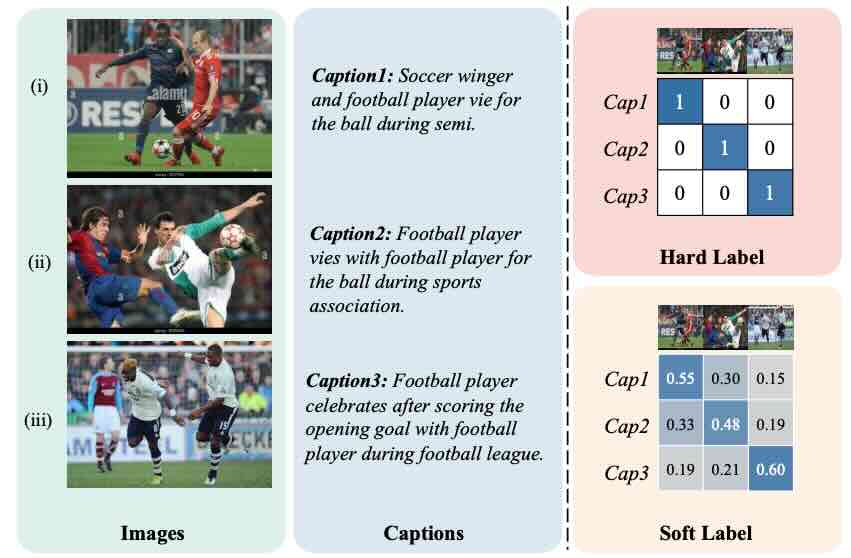 (i)
alamy
a
a
RES
Caption1: Soccer winger
and football player vie for
the ball during semi.
(ii)
a
a
Caption2: Football player
vies with football player for
the ball during sports
association.
(iii)
Caption3: Football player
celebrates after scoring the
opening goal with football
player during football league.
Images
Captions
Cap1 1 0 0
Cap2 0 1 0
Cap3 0 0 1
Hard Label
RES
Cap1 0.55 0.30 0.15
Cap2 0.33 0.48 0.19
Cap3 0.19 0.21 0.60
Soft Label